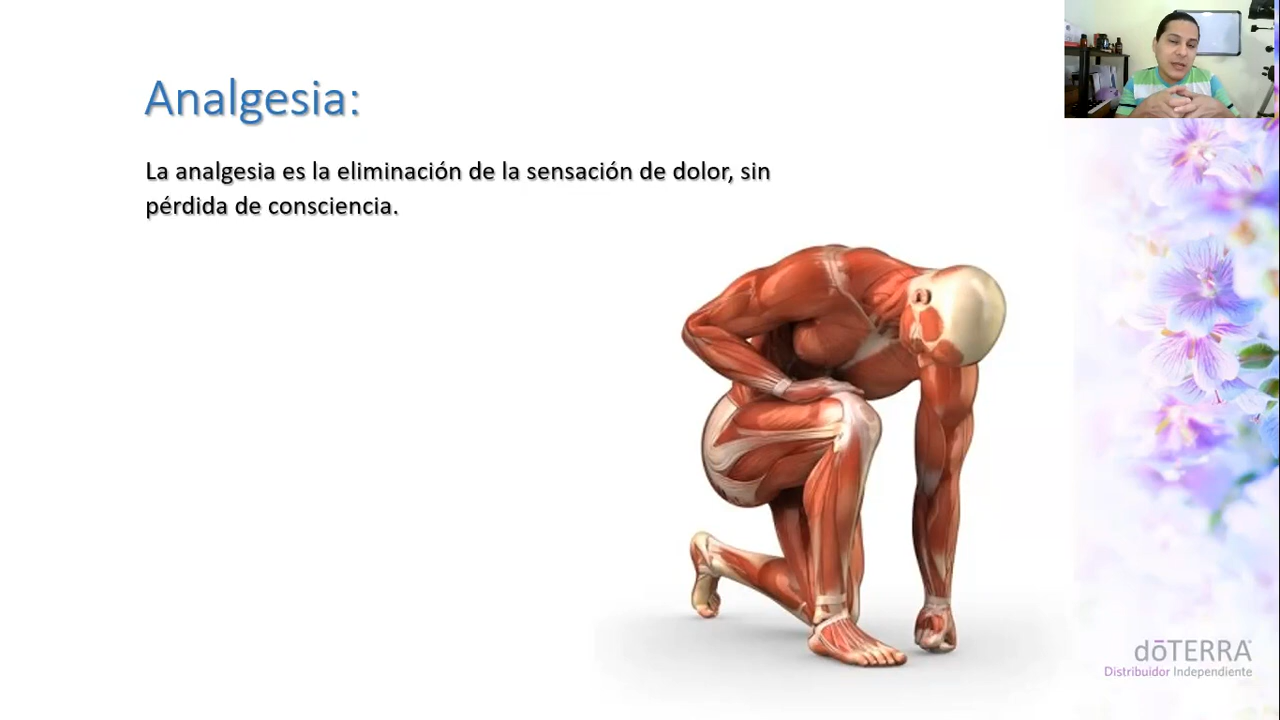 Analgesia:
La analgesia es la eliminación de la sensación de dolor, sin
pérdida de consciencia.
dōTERRA
Distribuidor Independiente